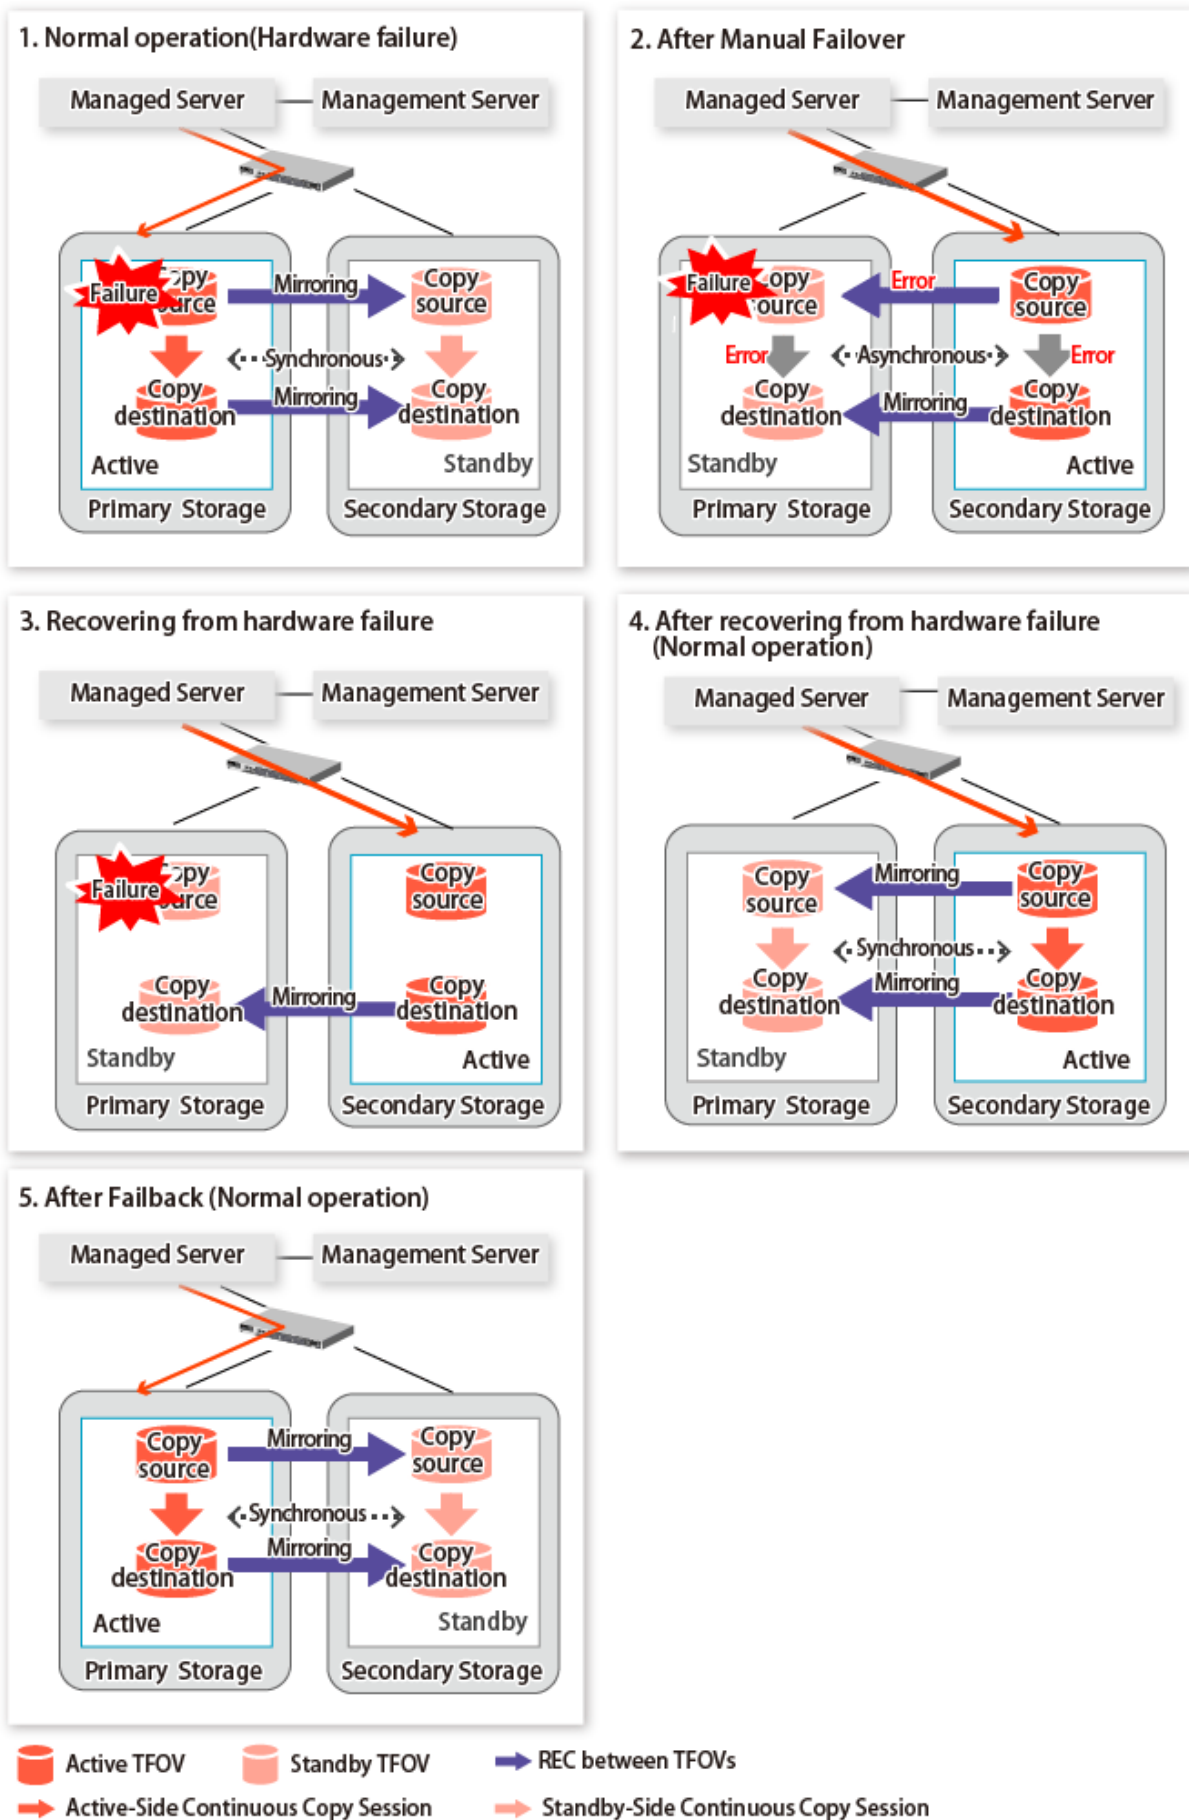 1. Normal operation(Hardware failure)
Managed Server
Management Server
Failure
Copy
source
Mirroring
Copy
source
Synchronous
Copy
destination
Mirroring
Copy
destination
Active
Standby
Primary Storage
Secondary Storage
2. After Manual Failover
Managed Server
Management Server
Failure
Copy
source
Error
Copy
source
Error
Asynchronous
Error
Copy
destination
Mirroring
Copy
destination
Standby
Active
Primary Storage
Secondary Storage
3. Recovering from hardware failure
Managed Server
Management Server
Failure
Copy
source
Copy
source
Copy
destination
Mirroring
Copy
destination
Standby
Active
Primary Storage
Secondary Storage
4. After recovering from hardware failure
(Normal operation)
Managed Server
Management Server
Copy
source
Mirroring
Copy
source
Synchronous
Copy
destination
Mirroring
Copy
destination
Standby
Active
Primary Storage
Secondary Storage
5. After Failback (Normal operation)
Managed Server
Management Server
Copy
source
Mirroring
Copy
source
Synchronous
Copy
destination
Mirroring
Copy
destination
Active
Standby
Primary Storage
Secondary Storage
Active TFOV
Standby TFOV
REC between TFOVs
Active-Side Continuous Copy Session
Standby-Side Continuous Copy Session